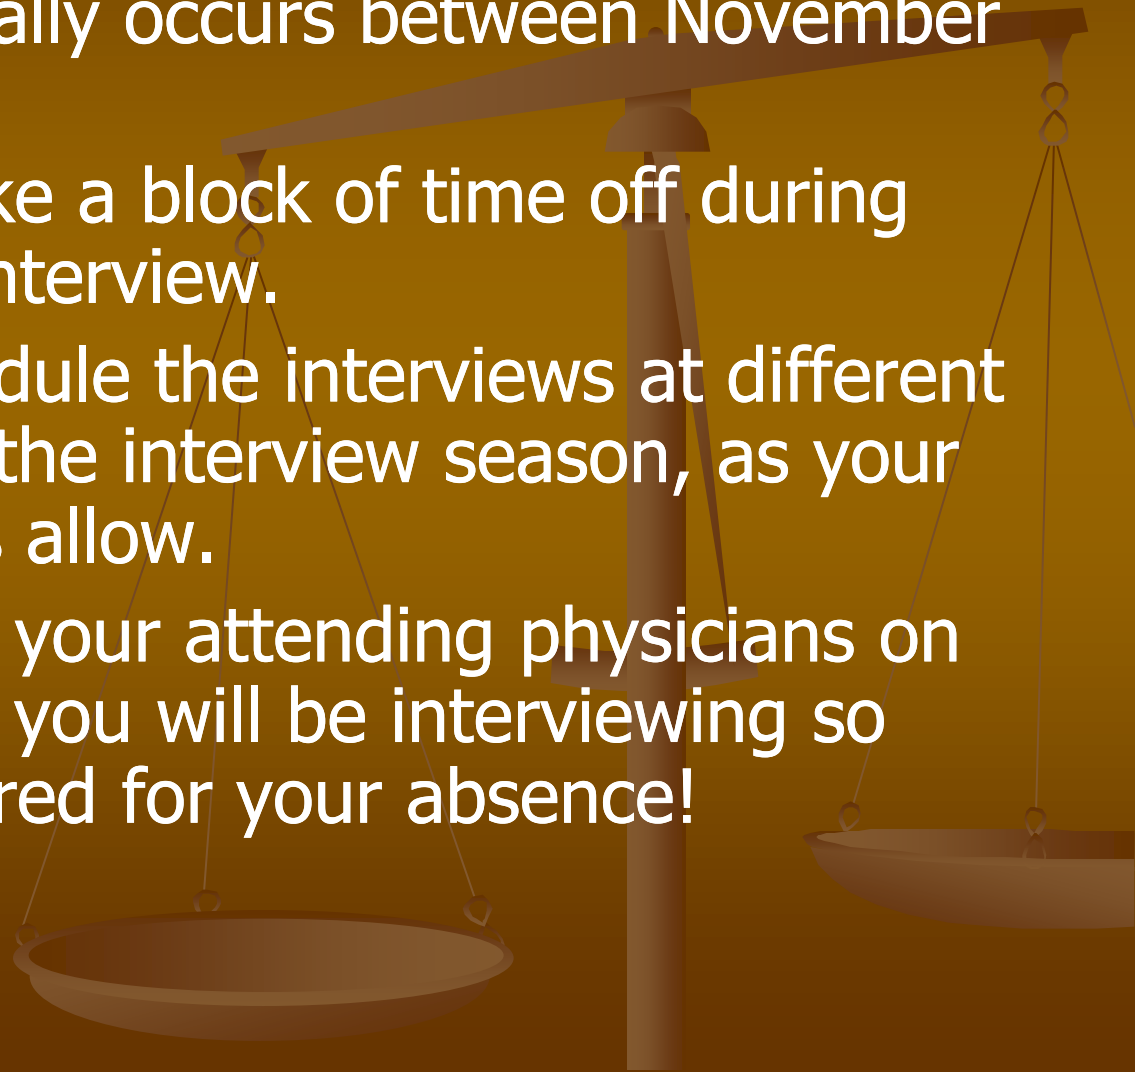 ally occurs between November
ke a block of time off during
nterview.
dule the interviews at different
the interview season, as your
s allow.
your attending physicians on
you will be interviewing so
red for your absence!